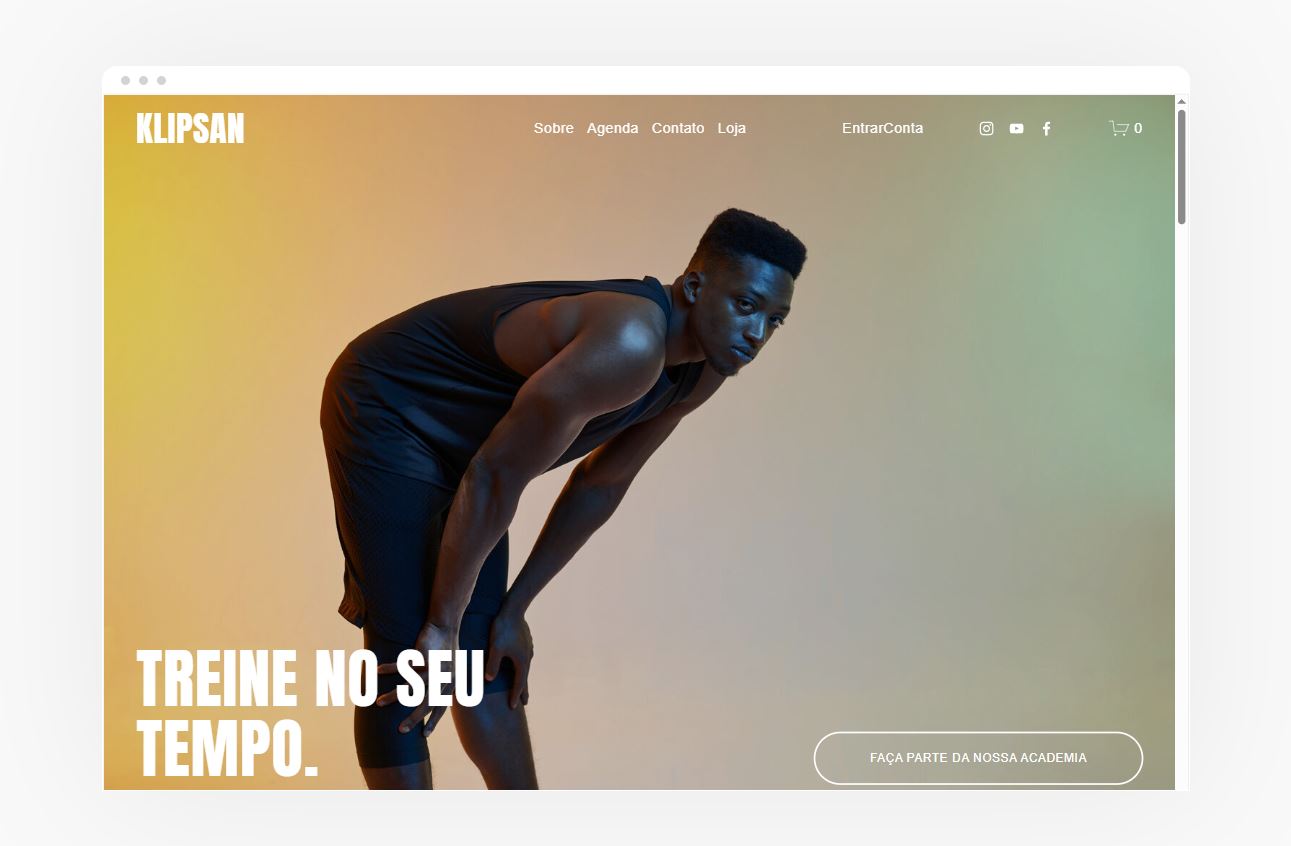 KLIPSAN
Sobre Agenda Contato Loja
EntrarConta
0
TREINE NO SEU
TEMPO.
FAÇA PARTE DA NOSSA ACADEMIA